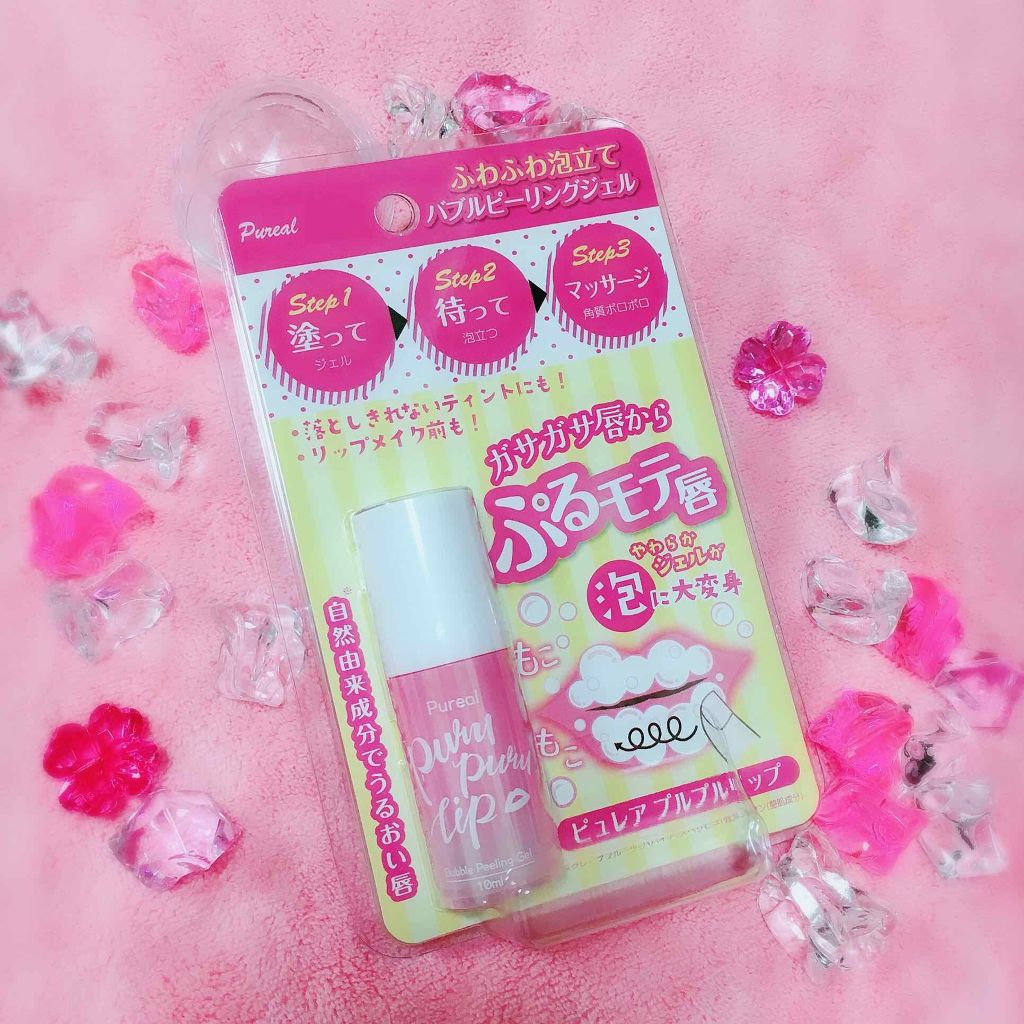 ふわふわ泡立て
バブルピーリングジェル
Pureal
Step1
塗って
ジェル
Step2
待って
泡立つ
Step3
マッサージ
角質ポロポロ
・落としきれないティントにも！
・リップメイク前も！
ガサガサ唇から
ぷるモテ唇
やわらか
ジェルが
泡に大変身
もこ
もこ
※自然由来成分でうるおい唇
Pureal
Puru
puru
lip
Bubble Peeling Gel
10ml
ピュレア プルプルリップ